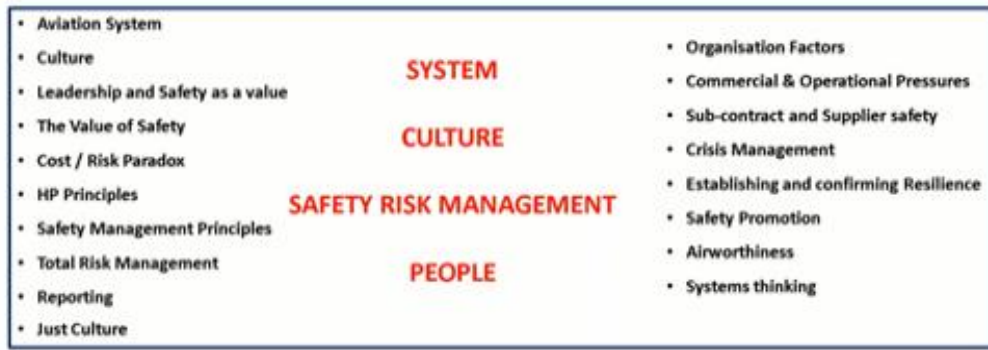 • Aviation System
• Culture
• Leadership and Safety as a value
• The Value of Safety
• Cost / Risk Paradox
• HP Principles
• Safety Management Principles
• Total Risk Management
• Reporting
• Just Culture
SYSTEM
CULTURE
SAFETY RISK MANAGEMENT
PEOPLE
• Organisation Factors
• Commercial & Operational Pressures
• Sub-contract and Supplier safety
• Crisis Management
• Establishing and confirming Resilience
• Safety Promotion
• Airworthiness
• Systems thinking